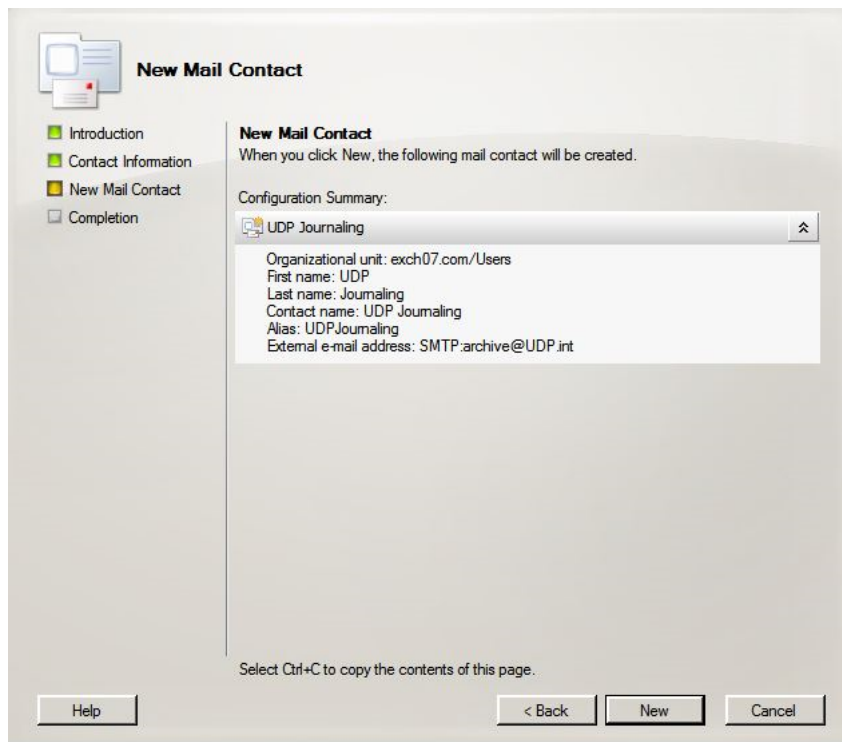 New Mail Contact
Introduction
Contact Information
New Mail Contact
Completion
New Mail Contact
When you click New, the following mail contact will be created.
Configuration Summary:
UDP Journaling
Organizational unit: exch07.com/Users
First name: UDP
Last name: Journaling
Contact name: UDP Journaling
Alias: UDPJournaling
External e-mail address: SMTP:archive@UDP.int
Select Ctrl+C to copy the contents of this page.
Help
< Back
New
Cancel